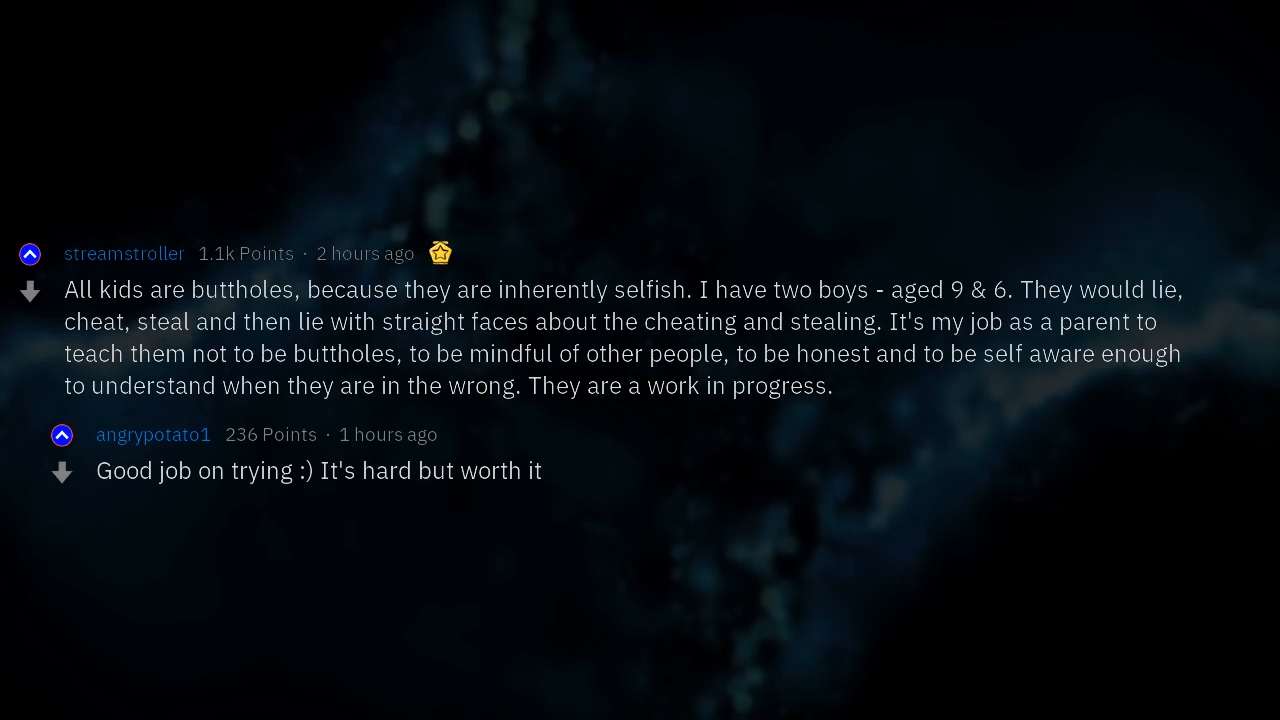 streamstroller 1.1k Points · 2 hours ago
All kids are buttholes, because they are inherently selfish. I have two boys - aged 9 & 6. They would lie,
cheat, steal and then lie with straight faces about the cheating and stealing. It's my job as a parent to
teach them not to be buttholes, to be mindful of other people, to be honest and to be self aware enough
to understand when they are in the wrong. They are a work in progress.
angrypotato1 236 Points · 1 hours ago
Good job on trying :) It's hard but worth it